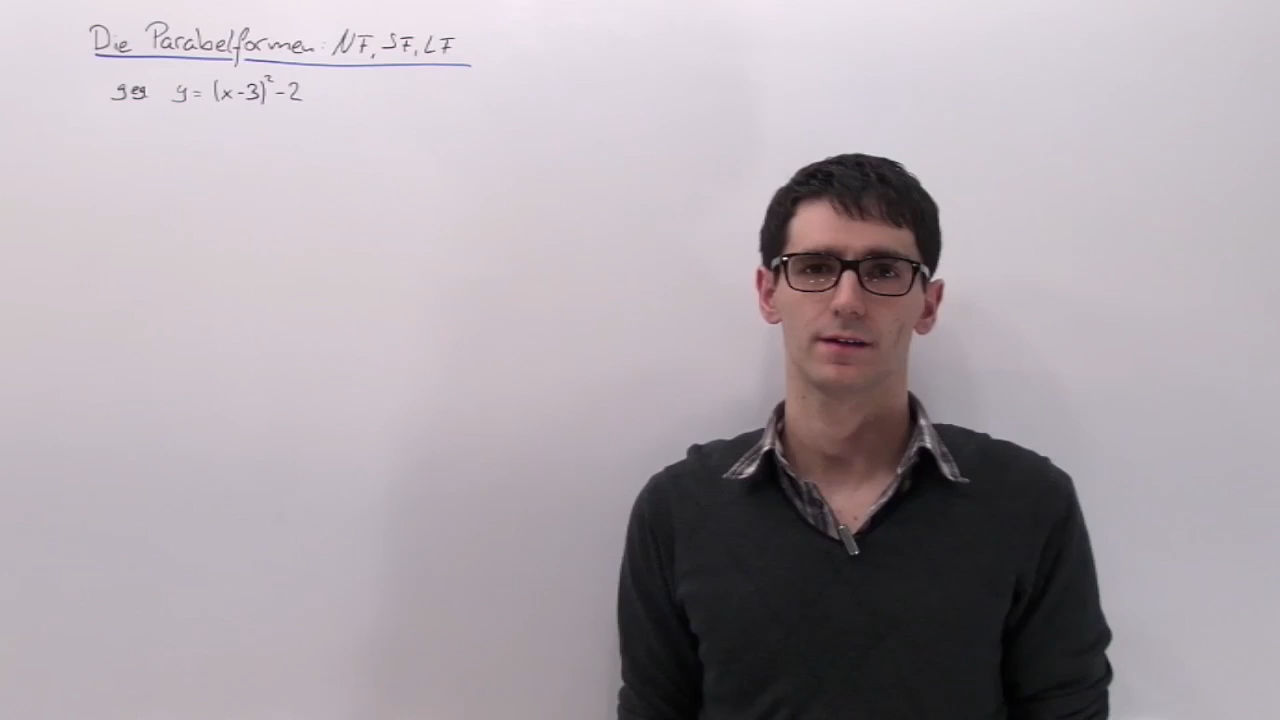 Die Parabelformen: NF, SF, LF
geg y = (x-3)² - 2